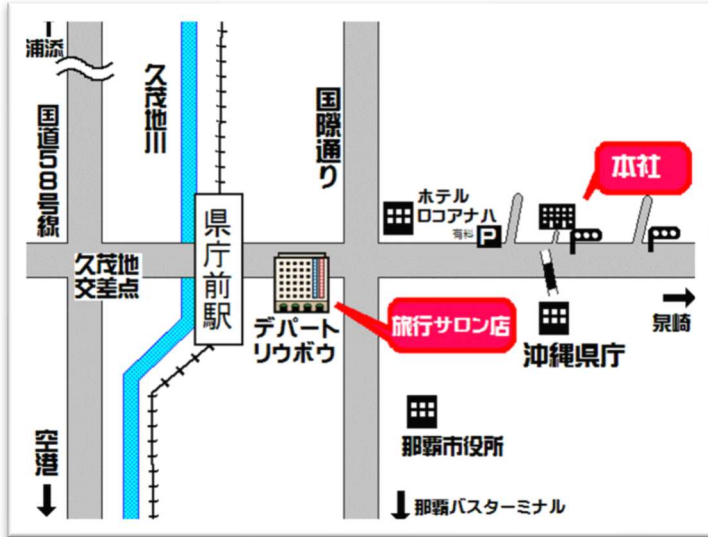 浦添
国道58号線
久茂地川
国際通り
本社
ホテル
ロコアナハ
有料 P
県庁前駅
久茂地
交差点
デパート
リウボウ
旅行サロン店
沖縄県庁
泉崎
那覇市役所
空港
那覇バスターミナル